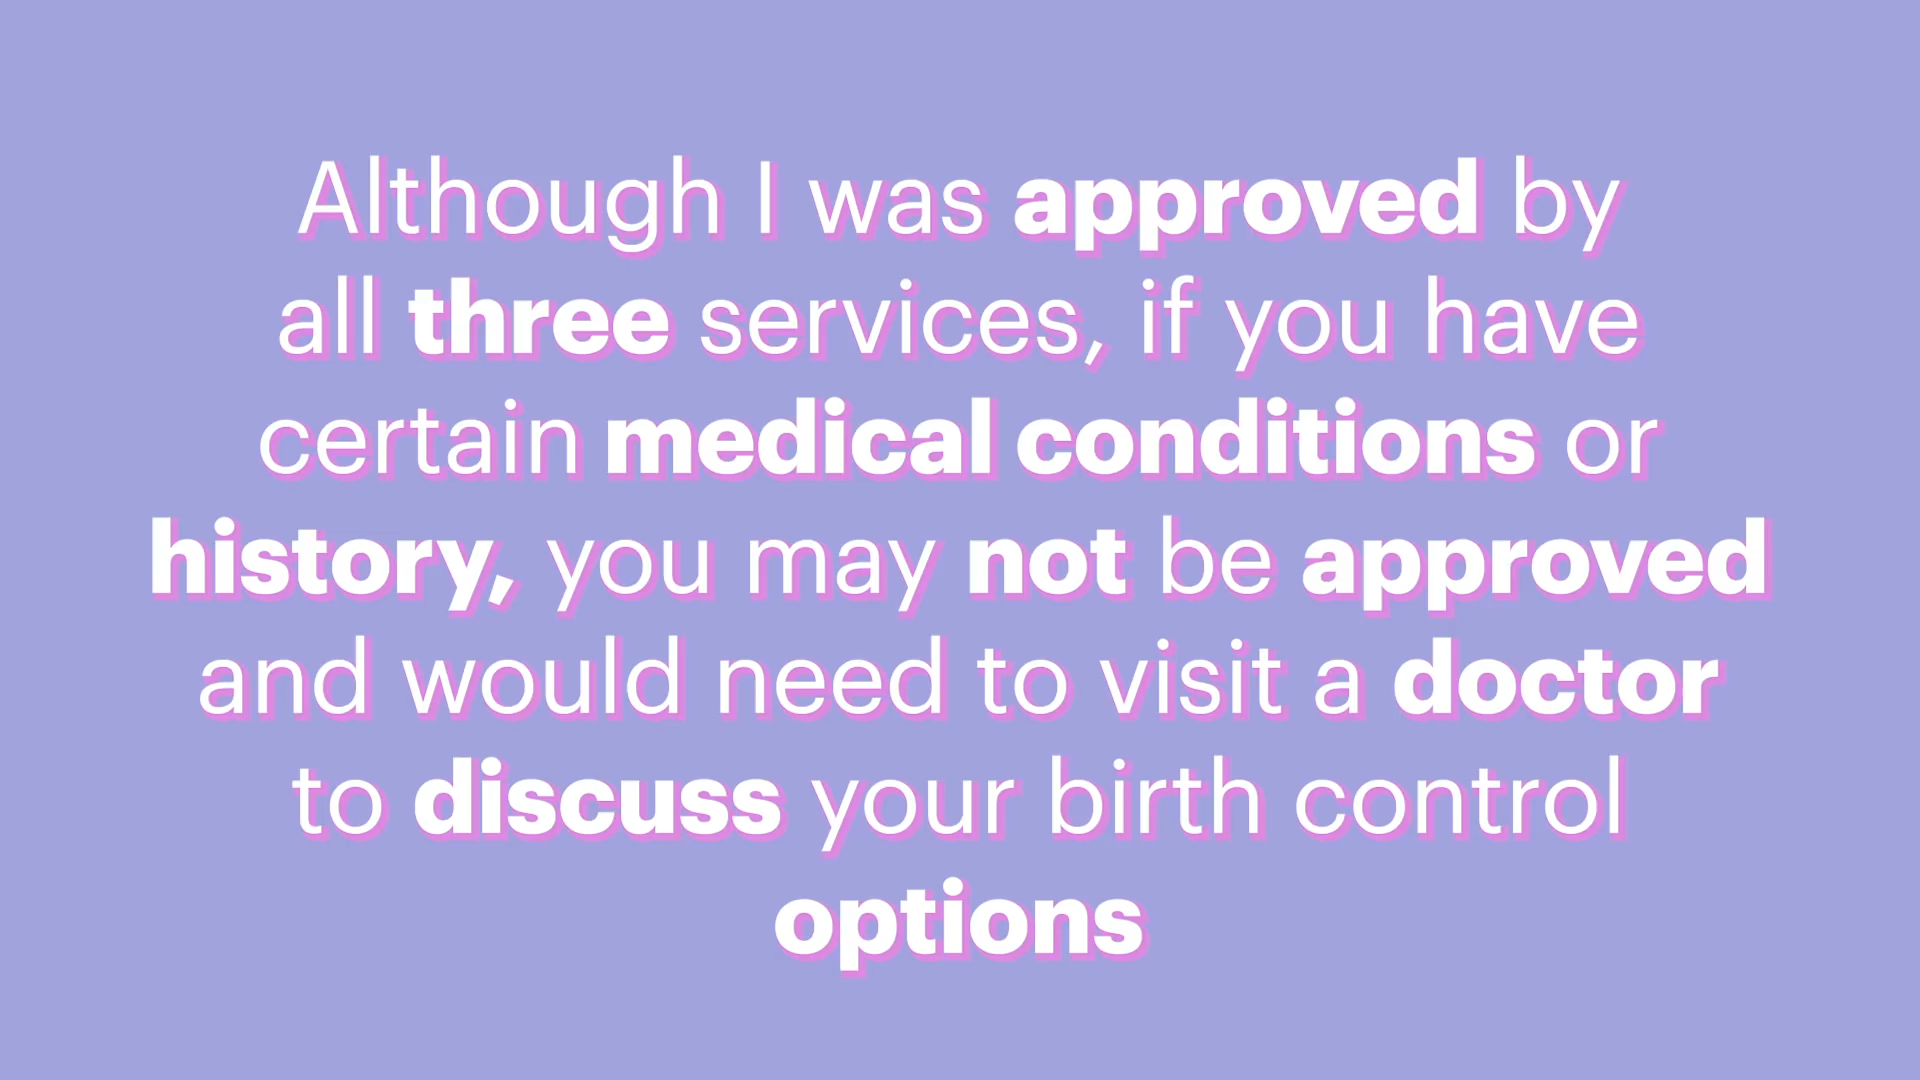 Although I was approved by
all three services, if you have
certain medical conditions or
history, you may not be approved
and would need to visit a doctor
to discuss your birth control
options